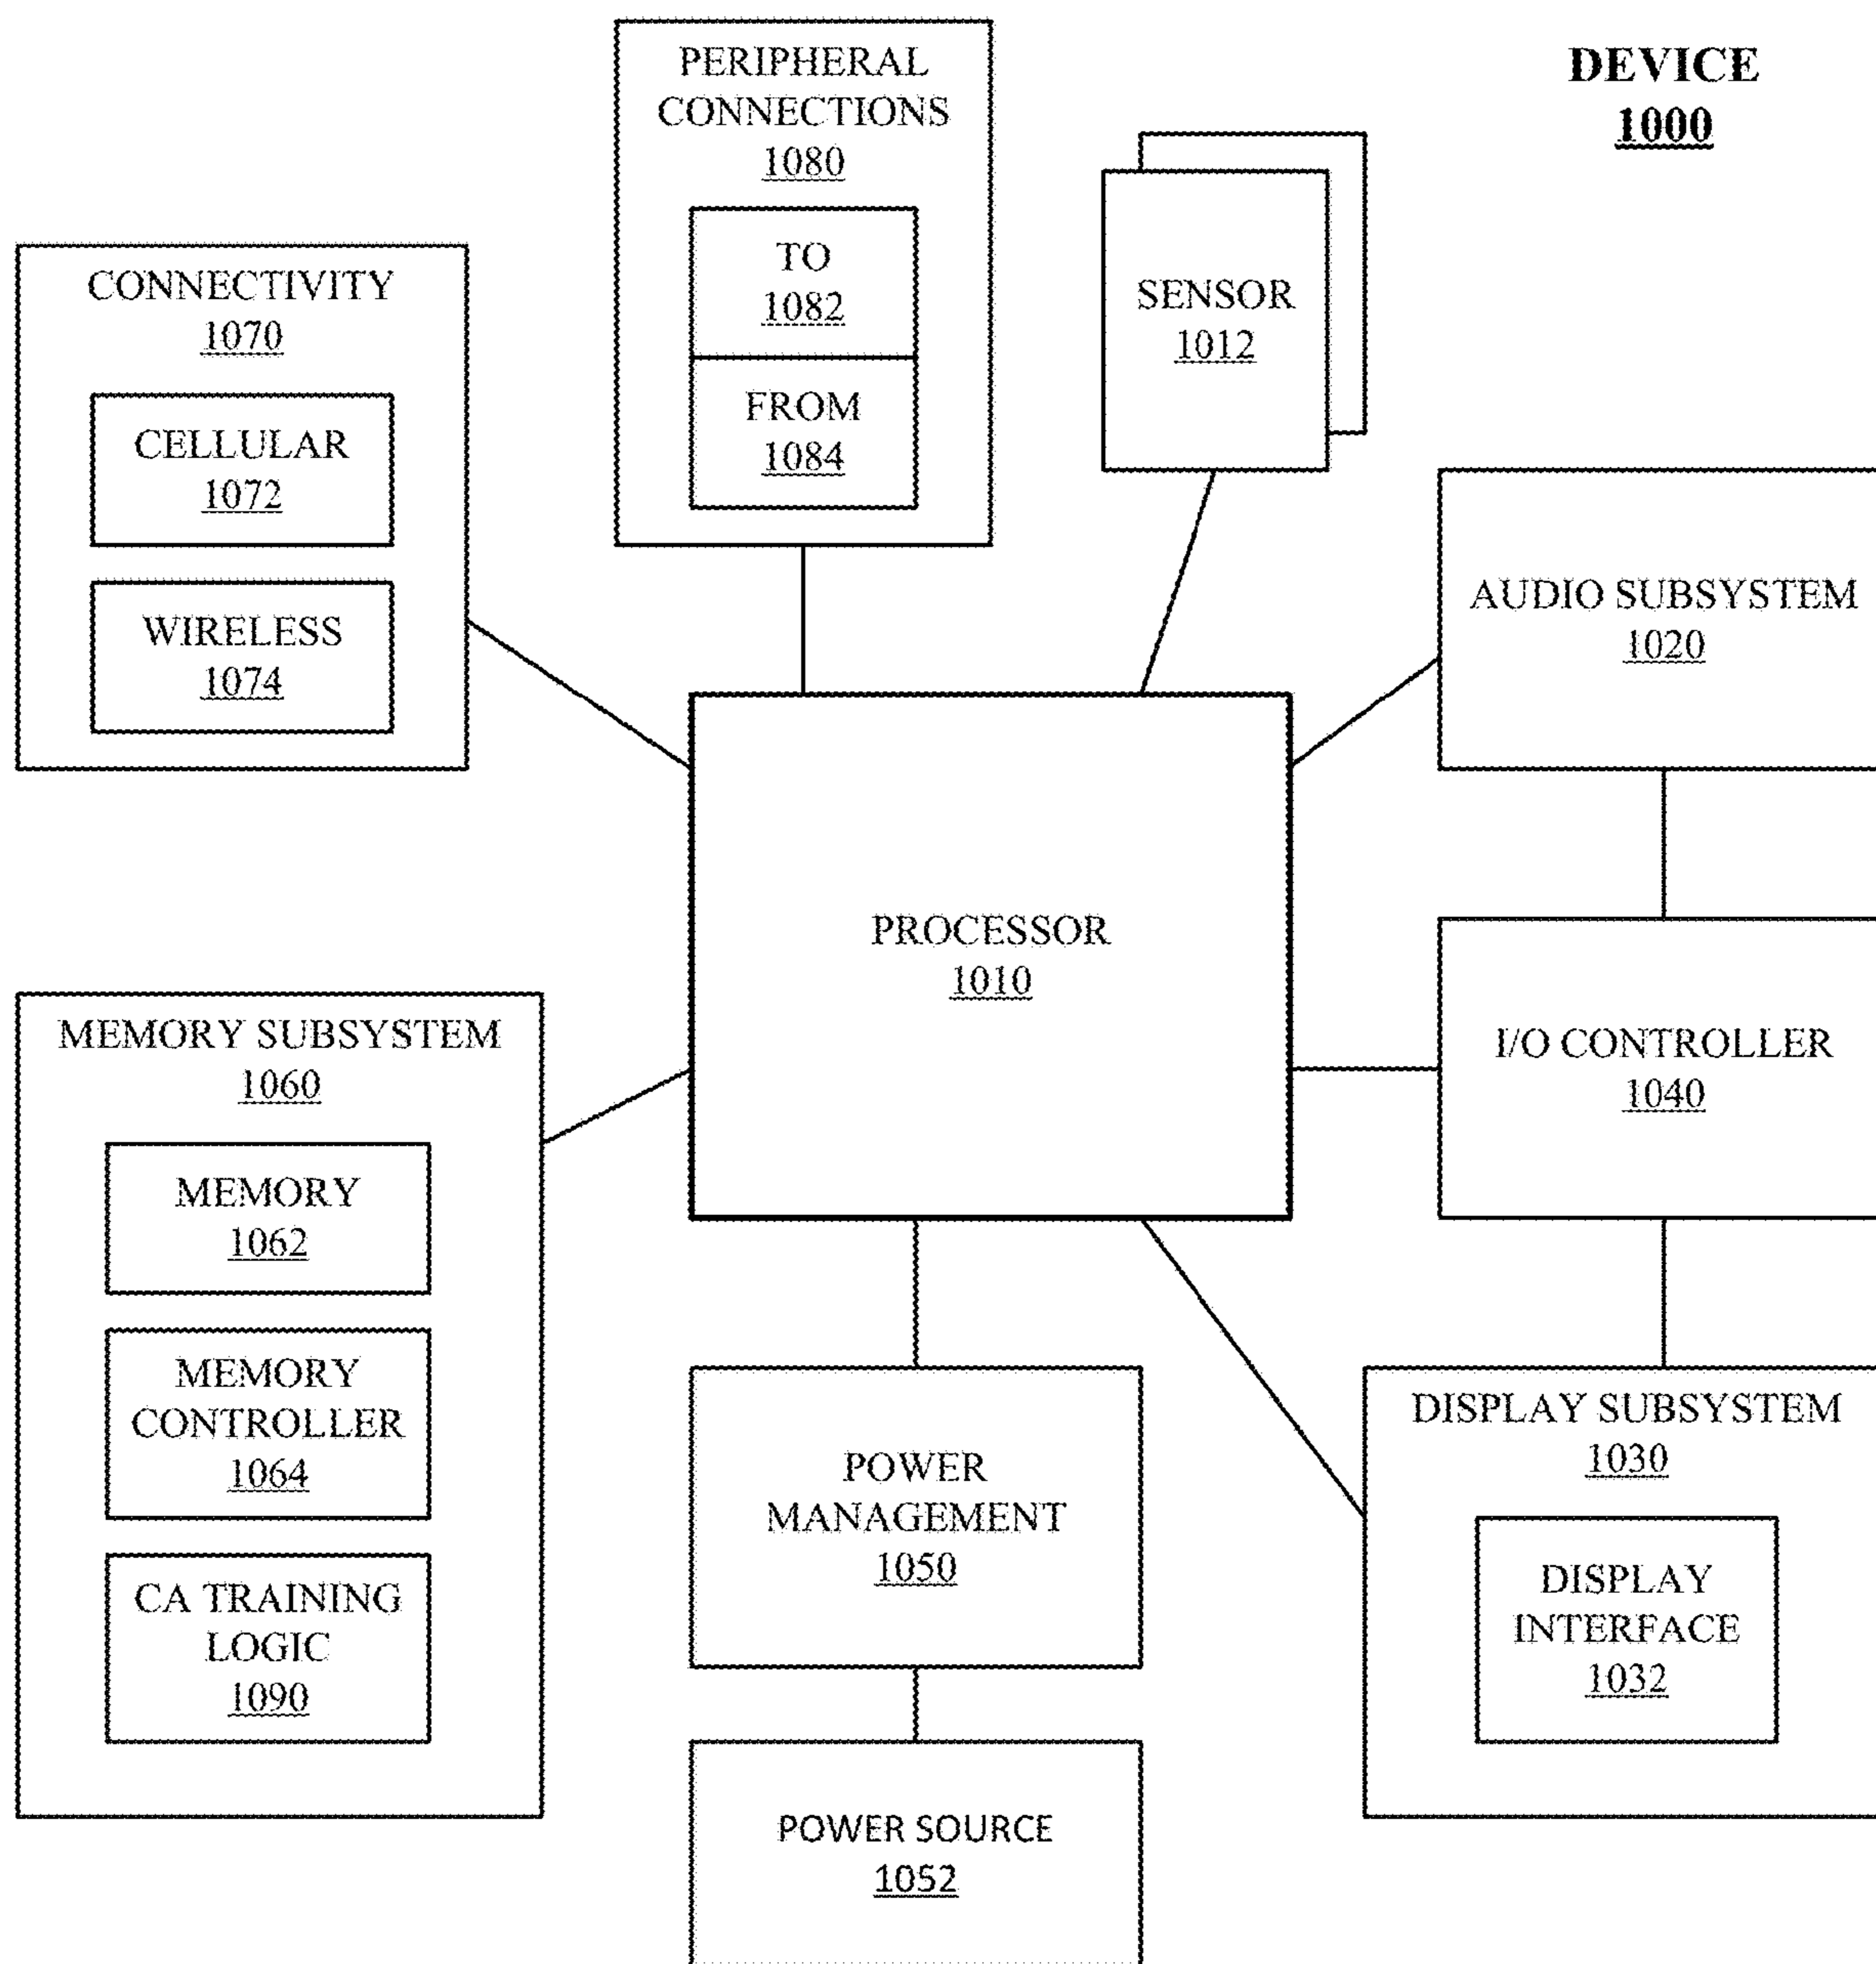 DEVICE
1000
PERIPHERAL
CONNECTIONS
1080
TO
1082
FROM
1084
SENSOR
1012
CONNECTIVITY
1070
CELLULAR
1072
WIRELESS
1074
AUDIO SUBSYSTEM
1020
PROCESSOR
1010
I/O CONTROLLER
1040
MEMORY SUBSYSTEM
1060
MEMORY
1062
MEMORY
CONTROLLER
1064
CA TRAINING
LOGIC
1090
POWER
MANAGEMENT
1050
POWER SOURCE
1052
DISPLAY SUBSYSTEM
1030
DISPLAY
INTERFACE
1032